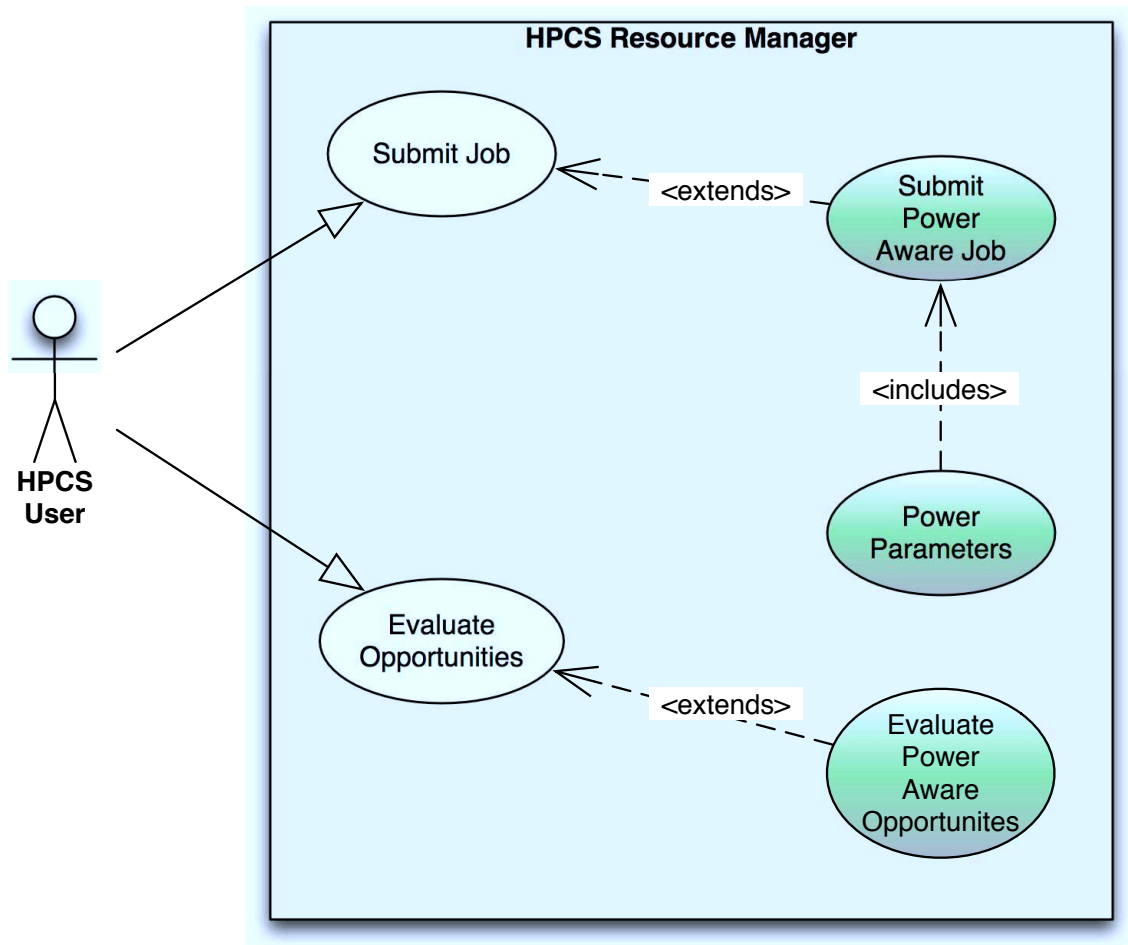 HPCS Resource Manager
Submit Job
<extends>
Submit
Power
Aware Job
<includes>
HPCS
User
Power
Parameters
Evaluate
Opportunities
<extends>
Evaluate
Power
Aware
Opportunites